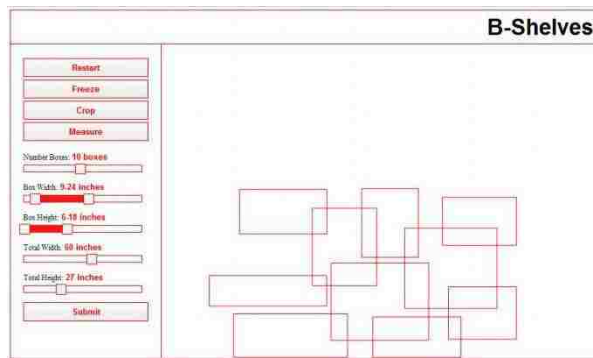 B-Shelves
Restart
Freeze
Crop
Measure
Number Boxes: 10 boxes
Box Width: 9-24 inches
Box Height: 6-18 inches
Total Width: 60 inches
Total Height: 27 inches
Submit